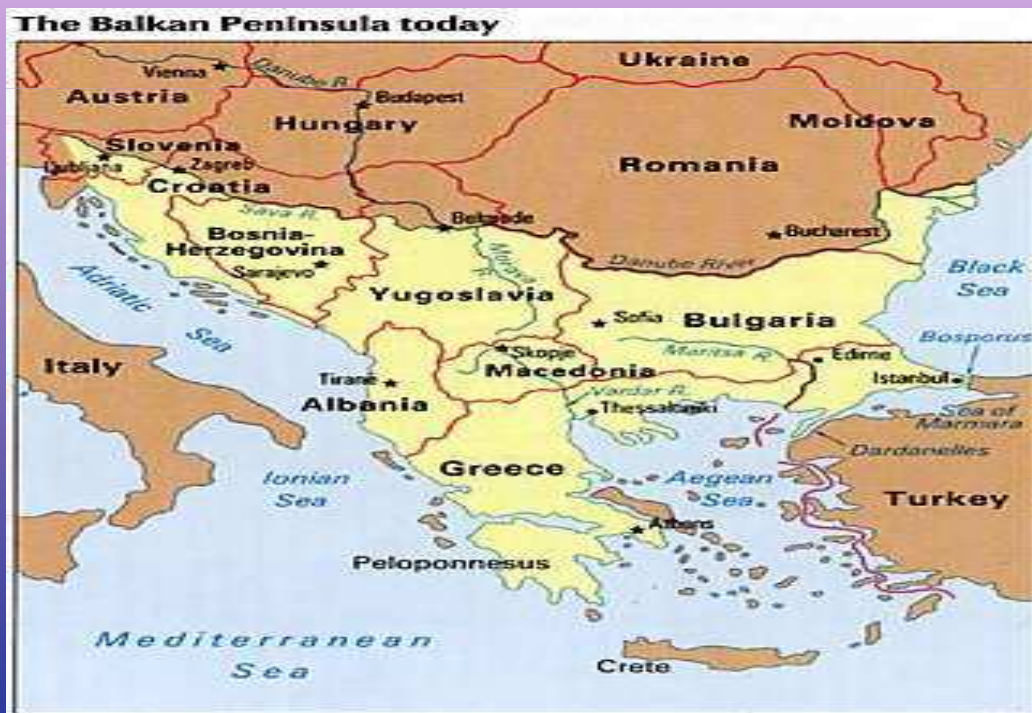 The Balkan Peninsula today
Ukraine
Vienna
Danube R.
Austria
Budapest
Hungary
Moldova
Slovenia
Ljubljana
Zagreb
Romania
Croatia
Sava R.
Belgrade
Bosnia-
Herzegovina
Bucharest
Sarajevo
Morava
Danube River
Black
Sea
Adriatic
Sea
Yugoslavia
Sofia
Bulgaria
Bosporus
Italy
Skopje
Maritsa R.
Edirne
Macedonia
Istanbul
Tirane
Vardar R.
Albania
Thessaloniki
Sea of
Marmara
Dardanelles
Greece
Ionian
Sea
Aegean
Sea
Turkey
Athens
Peloponnesus
Mediterranean
Sea
Crete